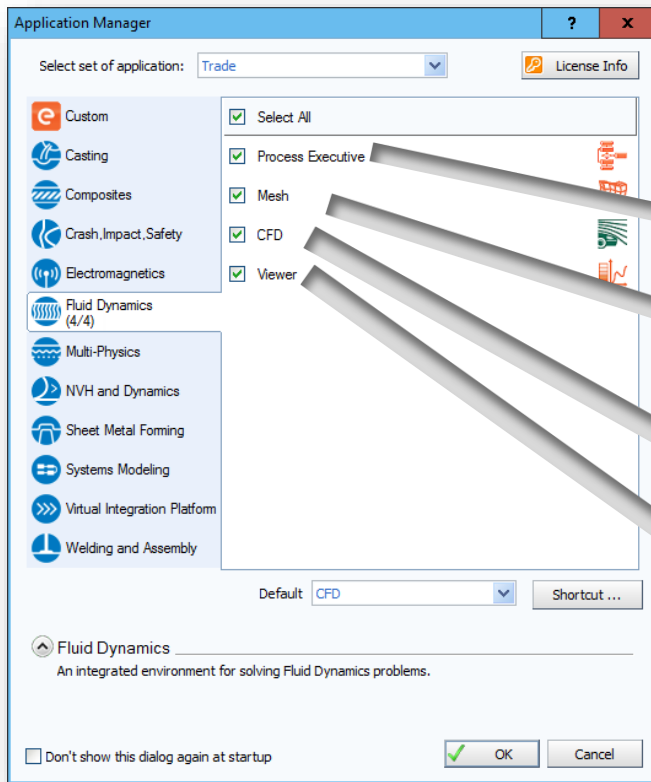 Application Manager
?
x
Select set of application:
Trade
License Info
Custom
Casting
Composites
Crash,Impact,Safety
Electromagnetics
Fluid Dynamics
(4/4)
Multi-Physics
NVH and Dynamics
Sheet Metal Forming
Systems Modeling
Virtual Integration Platform
Welding and Assembly
Select All
Process Executive
Mesh
CFD
Viewer
Default
CFD
Shortcut ...
Fluid Dynamics
An integrated environment for solving Fluid Dynamics problems.
Don't show this dialog again at startup
OK
Cancel